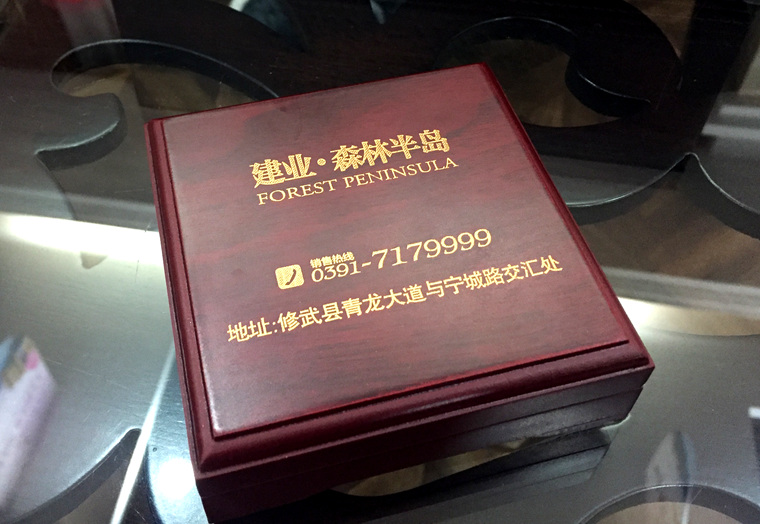 建业·森林半岛
FOREST PENINSULA
销售热线
0391-7179999
地址:修武县青龙大道与宁城路交汇处